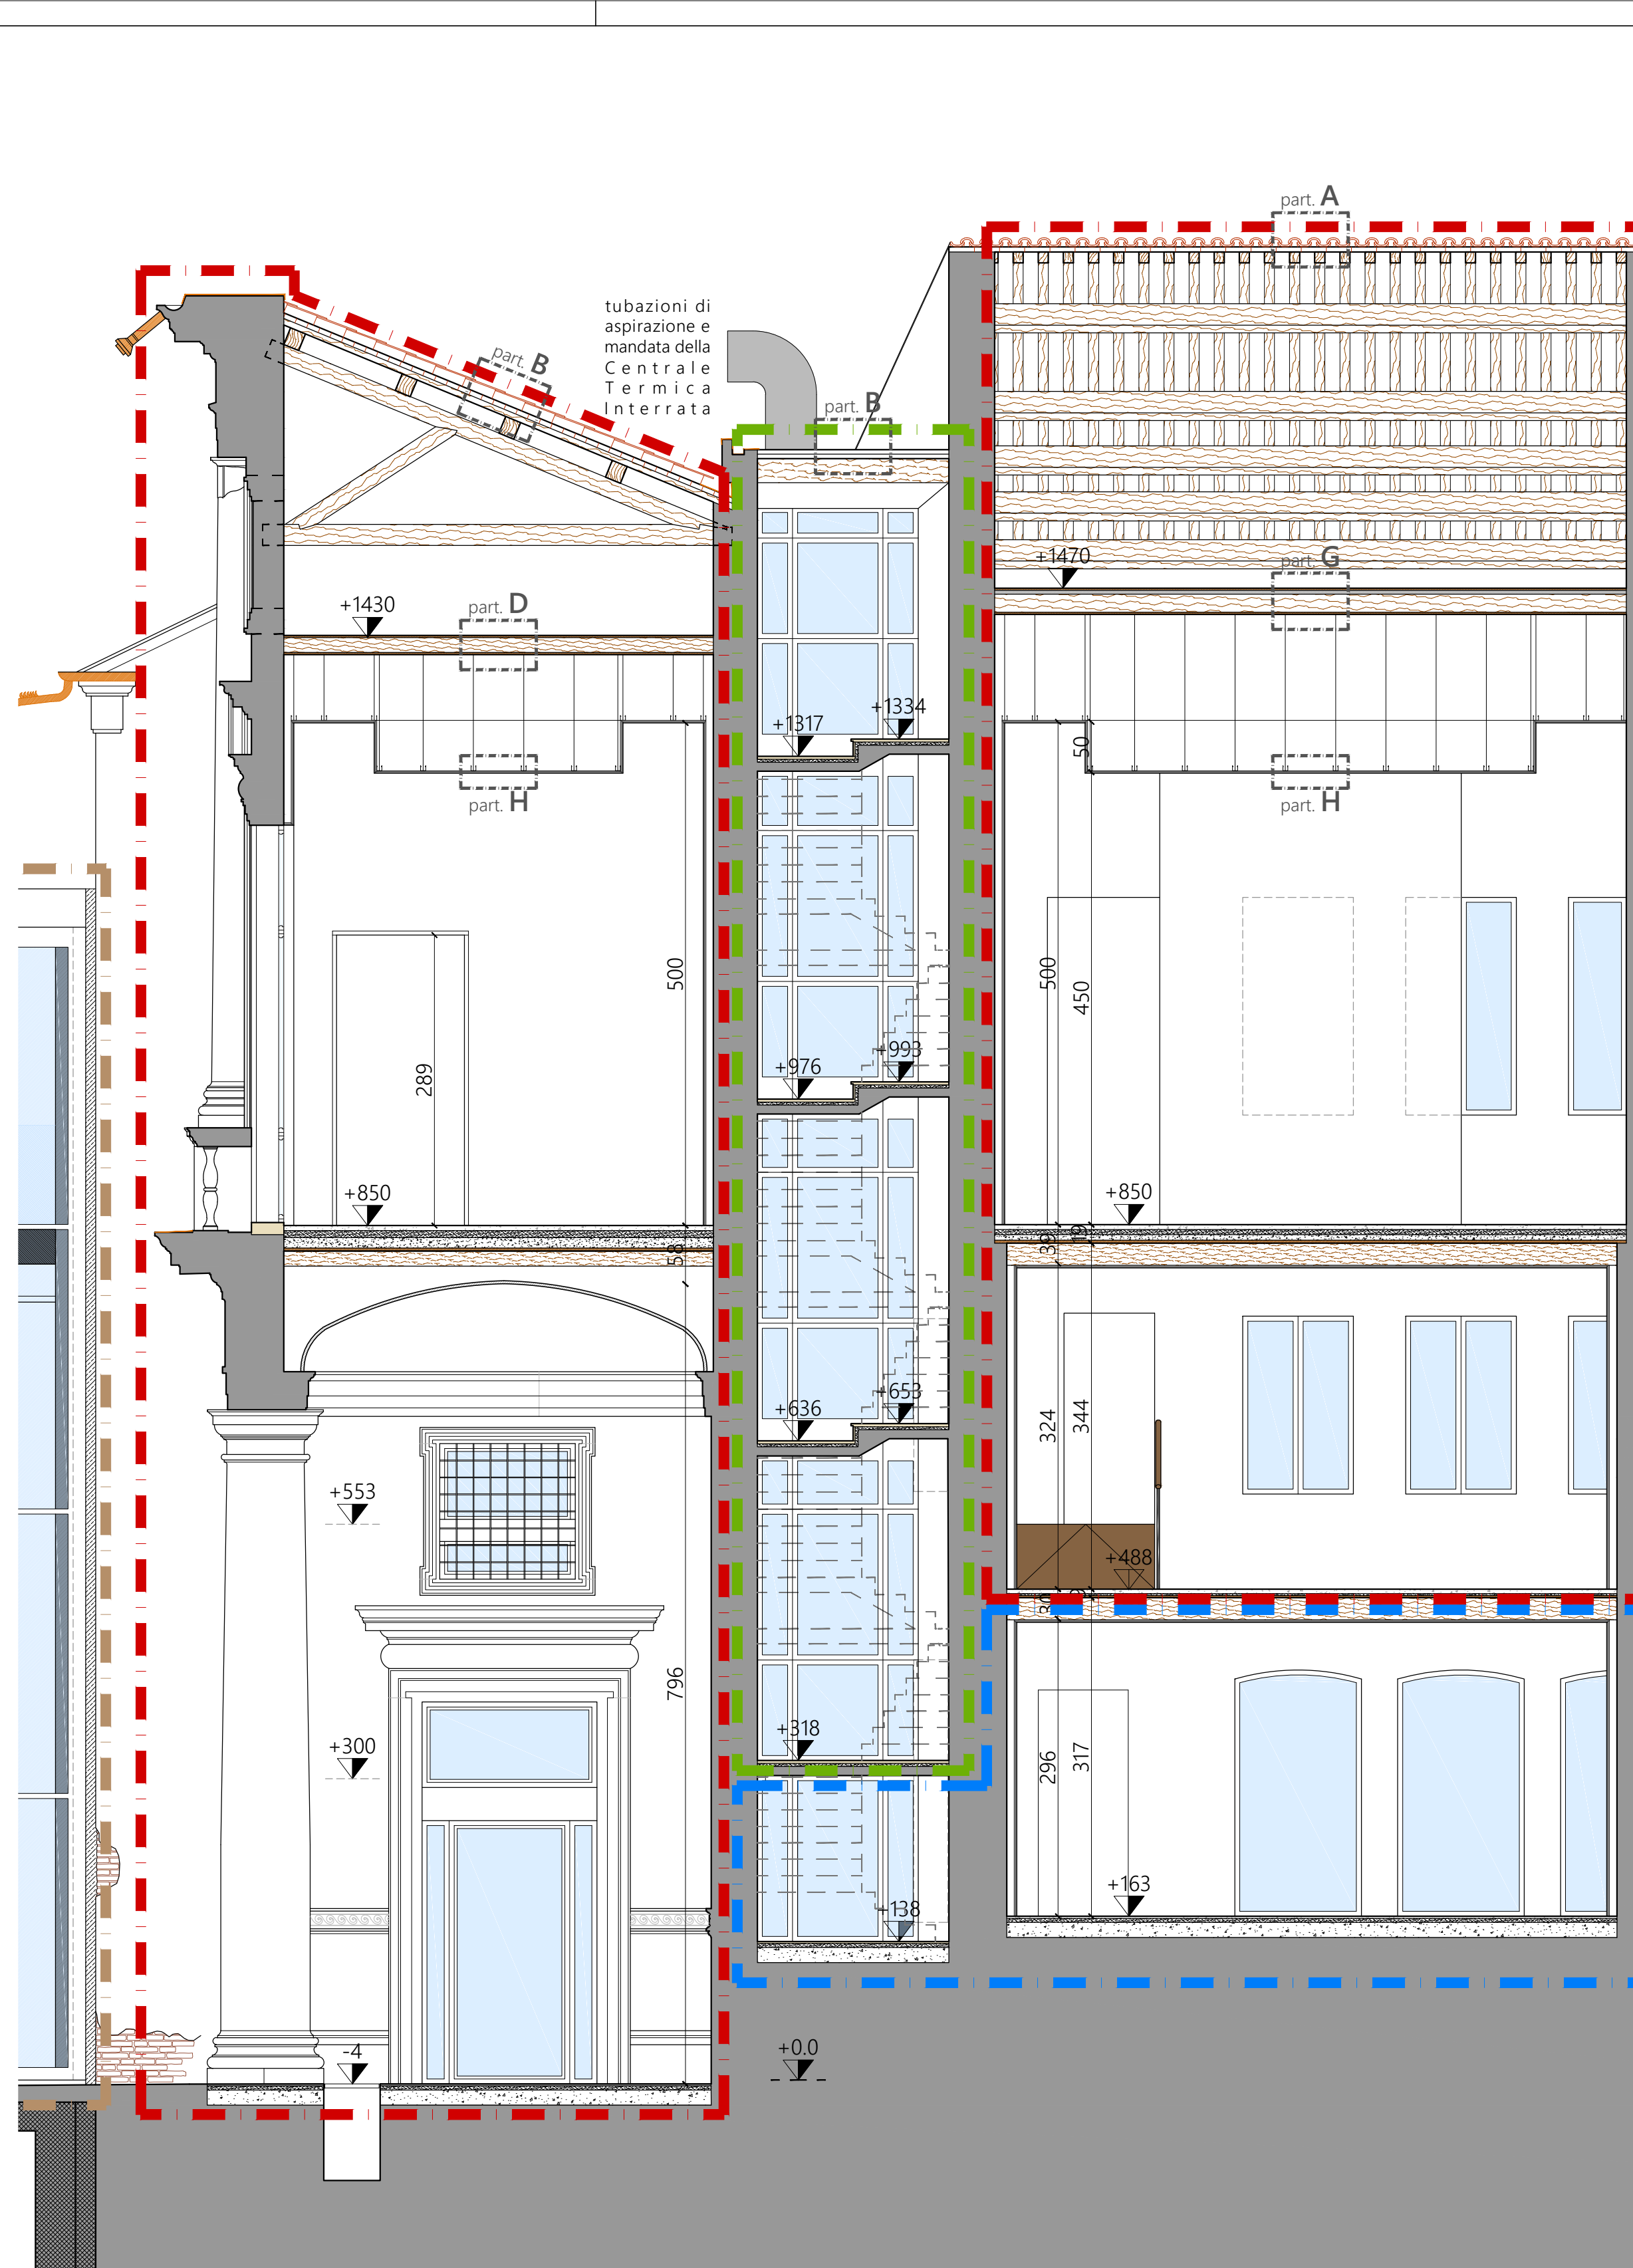 part. A
tubazioni di
aspirazione e
mandata della
Centrale
Termica
Interrata
part. B
part. B
+1470
part. G
+1430
part. D
+1334
+1317
50
part. H
part. H
500
500
450
289
+993
+976
+850
+850
19
39
58
324
344
+653
+636
+553
+488
30
796
+318
+300
296
317
+163
+138
-4
+0.0